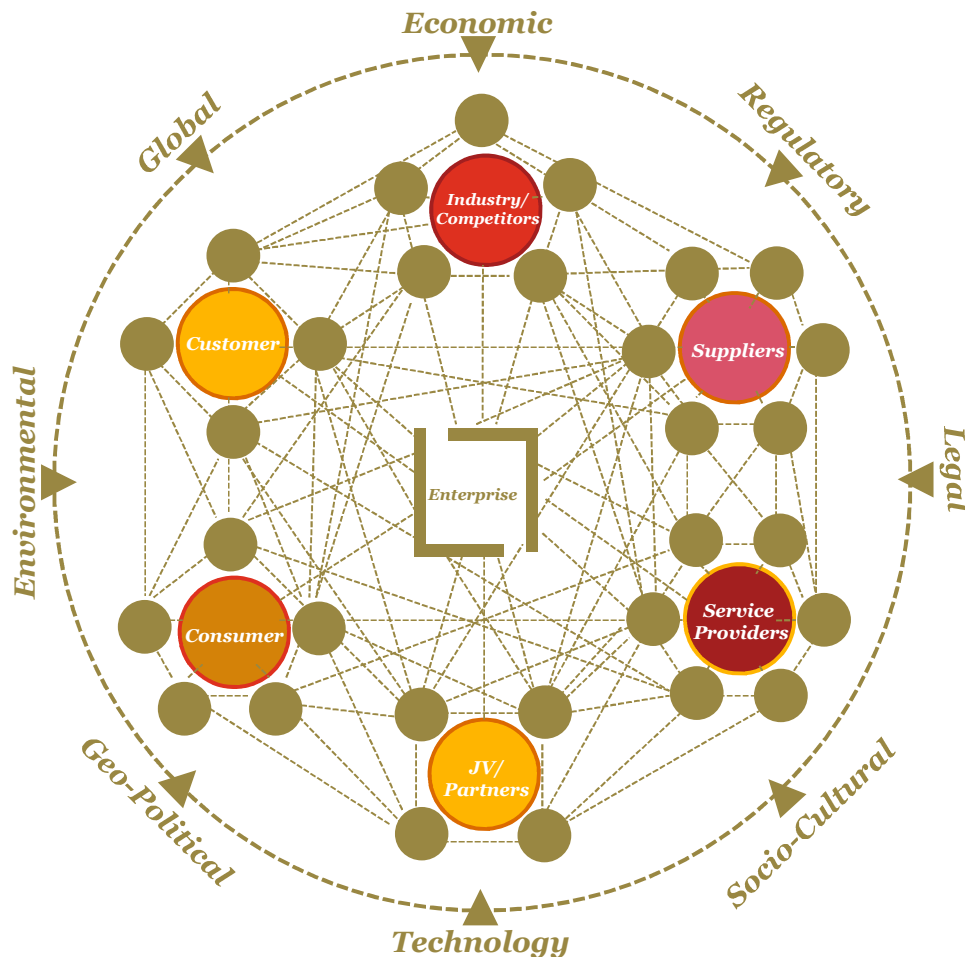 Economic
Global
Regulatory
Industry/
Competitors
Customer
Suppliers
Environmental
Legal
Enterprise
Consumer
Service
Providers
JV/
Partners
Geo-Political
Socio-Cultural
Technology